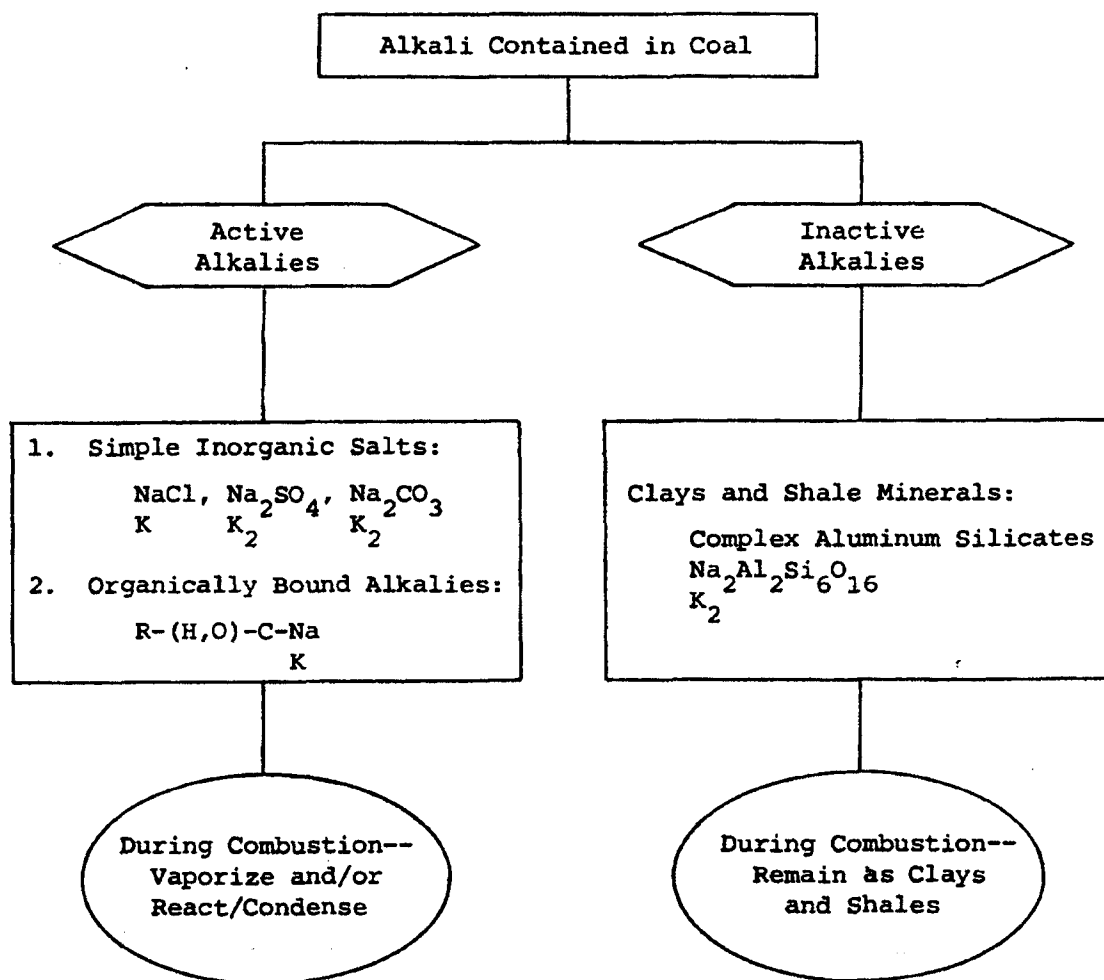 Alkali Contained in Coal
Active
Alkalies
Inactive
Alkalies
1. Simple Inorganic Salts:
NaCl, Na2SO4, Na2CO3
K K2 K2
2. Organically Bound Alkalies:
R-(H,O)-C-Na
K
Clays and Shale Minerals:
Complex Aluminum Silicates
Na2Al2Si6O16
K2
During Combustion--
Vaporize and/or
React/Condense
During Combustion--
Remain as Clays
and Shales